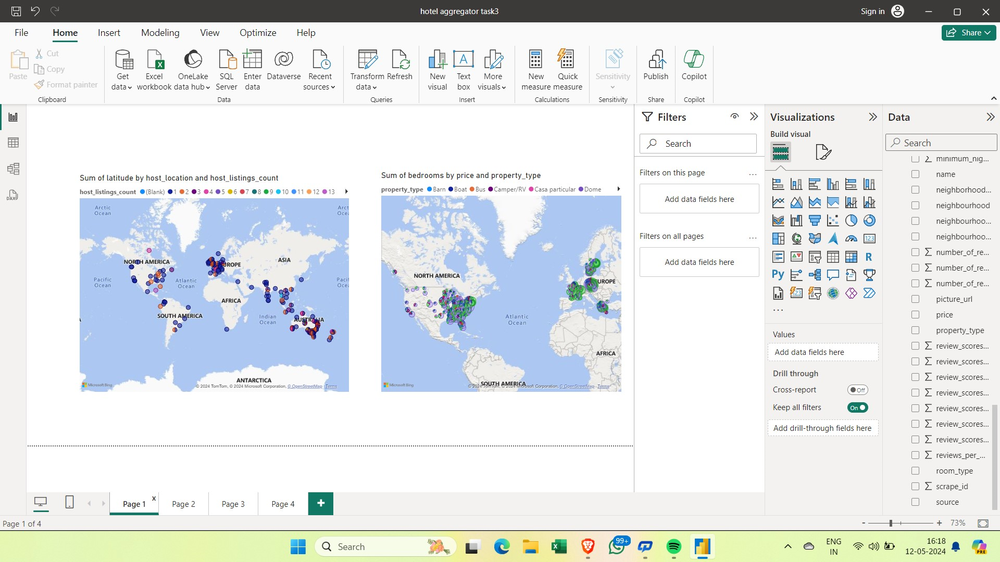 hotel aggregator task3
Sign in
File Home Insert Modeling View Optimize Help
Share
Paste
Cut
Copy
Format painter
Clipboard
Get data
Excel workbook
OneLake data hub
SQL Server
Enter data
Dataverse
Recent sources
Data
Transform data
Refresh
Queries
New visual
Text box
More visuals
Insert
New measure
Quick measure
Calculations
Sensitivity
Sensitivity
Publish
Share
Copilot
Copilot
Sum of latitude by host_location and host_listings_count
host_listings_count (Blank) 1 2 3 4 5 6 7 8 9 10 11 12 13
Arctic Ocean
Arct Ocea
NORTH AMERICA
EUROPE
ASIA
Pacific Ocean
Atlantic Ocean
Pacif Ocea
AFRICA
SOUTH AMERICA
Indian Ocean
AUSTRALIA
ANTARCTICA
Microsoft Bing
© 2024 TomTom, © 2024 Microsoft Corporation, © OpenStreetMap Terms
Sum of bedrooms by price and property_type
property_type Barn Boat Bus Camper/RV Casa particular Dome
NORTH AMERICA
EUROPE
Atlantic Ocean
AFRICA
SOUTH AMERICA
Microsoft Bing
© 2024 TomTom, © 2024 Microsoft Corporation, © OpenStreetMap Terms
Filters
Search
Filters on this page ...
Add data fields here
Filters on all pages ...
Add data fields here
Visualizations
Build visual
123
R
Py
123
...
Values
Add data fields here
Drill through
Cross-report Off
Keep all filters On
Add drill-through fields here
Data
Search
Σ minimum_nig...
name
neighborhood...
neighbourhood
neighbourhoo...
neighbourhoo...
Σ number_of_re...
Σ number_of_re...
Σ number_of_re...
picture_url
price
property_type
Σ review_scores...
Σ review_scores...
Σ review_scores...
Σ review_scores...
Σ review_scores...
Σ review_scores...
Σ review_scores...
Σ reviews_per_...
room_type
Σ scrape_id
source
DAX
Page 1 x Page 2 Page 3 Page 4 +
Page 1 of 4
- + 73%
Search
99+
ENG
IN
16:18
12-05-2024
PRE